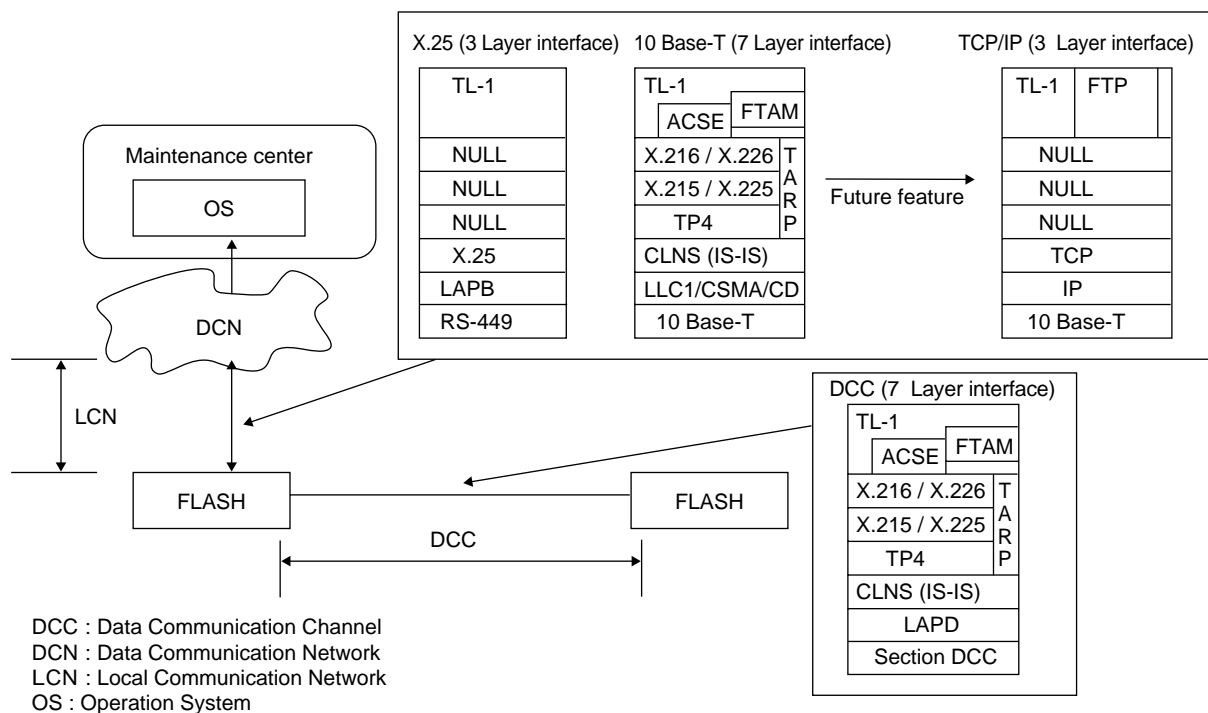 X.25 (3 Layer interface)
TL-1
NULL
NULL
NULL
X.25
LAPB
RS-449
10 Base-T (7 Layer interface)
TL-1
ACSE
FTAM
X.216 / X.226
X.215 / X.225
TP4
TARP
CLNS (IS-IS)
LLC1/CSMA/CD
10 Base-T
Future feature
TCP/IP (3 Layer interface)
TL-1
FTP
NULL
NULL
NULL
TCP
IP
10 Base-T
Maintenance center
OS
DCN
LCN
FLASH
FLASH
DCC
DCC (7 Layer interface)
TL-1
ACSE
FTAM
X.216 / X.226
X.215 / X.225
TP4
TARP
CLNS (IS-IS)
LAPD
Section DCC
DCC : Data Communication Channel
DCN : Data Communication Network
LCN : Local Communication Network
OS : Operation System